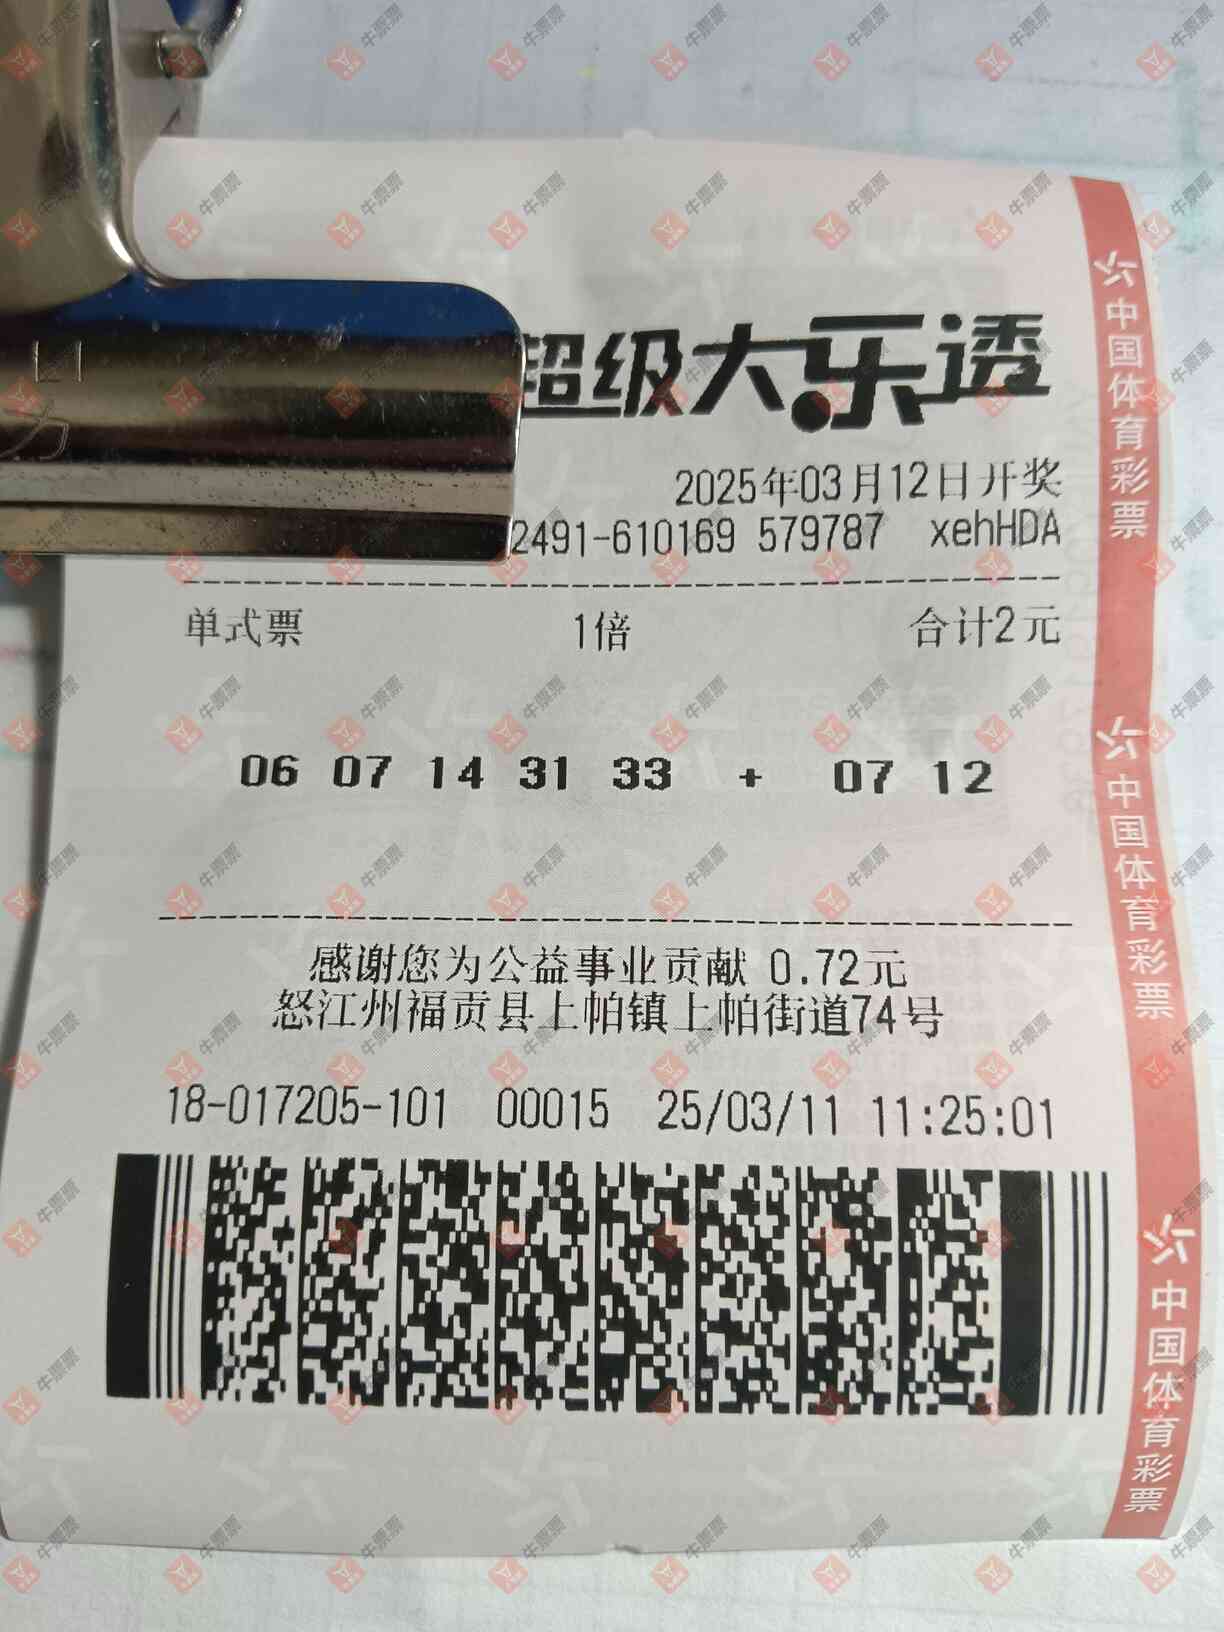 超级大乐透
2025年03月12日开奖
2491-610169 579787 xehHDA
单式票 1倍 合计2元
06 07 14 31 33 + 07 12
感谢您为公益事业贡献 0.72元
怒江州福贡县上帕镇上帕街道74号
18-017205-101 00015 25/03/11 11:25:01
中国体育彩票
中国体育彩票
中国体育彩票
牛票票